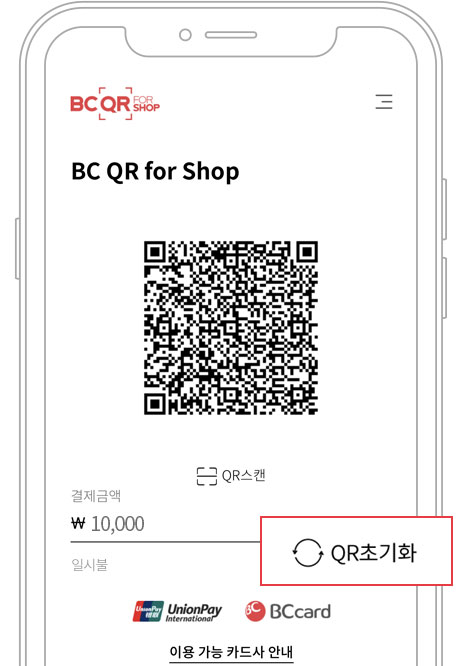 BC QR FOR SHOP
BC QR for Shop
QR스캔
결제금액
₩ 10,000
QR초기화
일시불
UnionPay 银联 UnionPay International
BC BCcard
이용 가능 카드사 안내